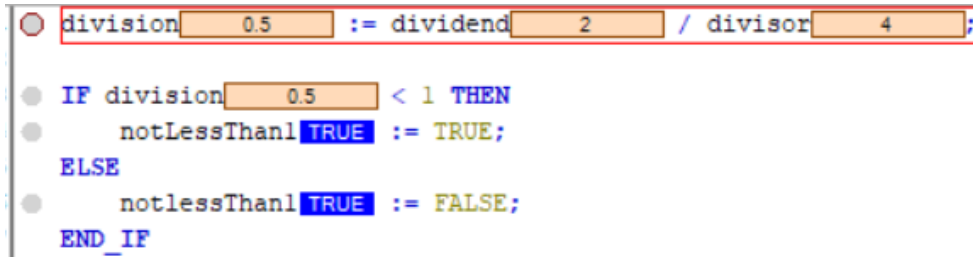 division 0.5 := dividend 2 / divisor 4 ;
IF division 0.5 < 1 THEN
notLessThan1 TRUE := TRUE;
ELSE
notlessThan1 TRUE := FALSE;
END_IF